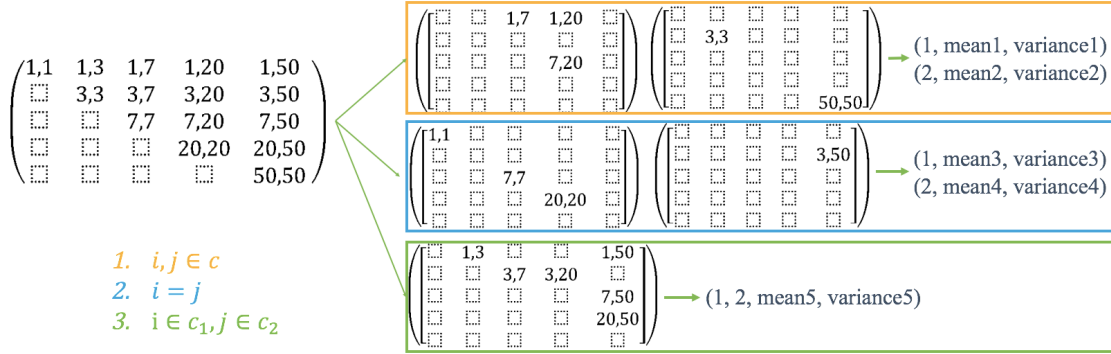 1,1 1,3 1,7 1,20 1,50
3,3 3,7 3,20 3,50
7,7 7,20 7,50
20,20 20,50
50,50
1. i, j ∈ c
2. i = j
3. i ∈ c₁, j ∈ c₂
1,7 1,20
7,20
3,3
50,50
(1, mean1, variance1)
(2, mean2, variance2)
1,1
7,7
20,20
3,50
(1, mean3, variance3)
(2, mean4, variance4)
1,3 1,50
3,7 3,20
7,50
20,50
(1, 2, mean5, variance5)